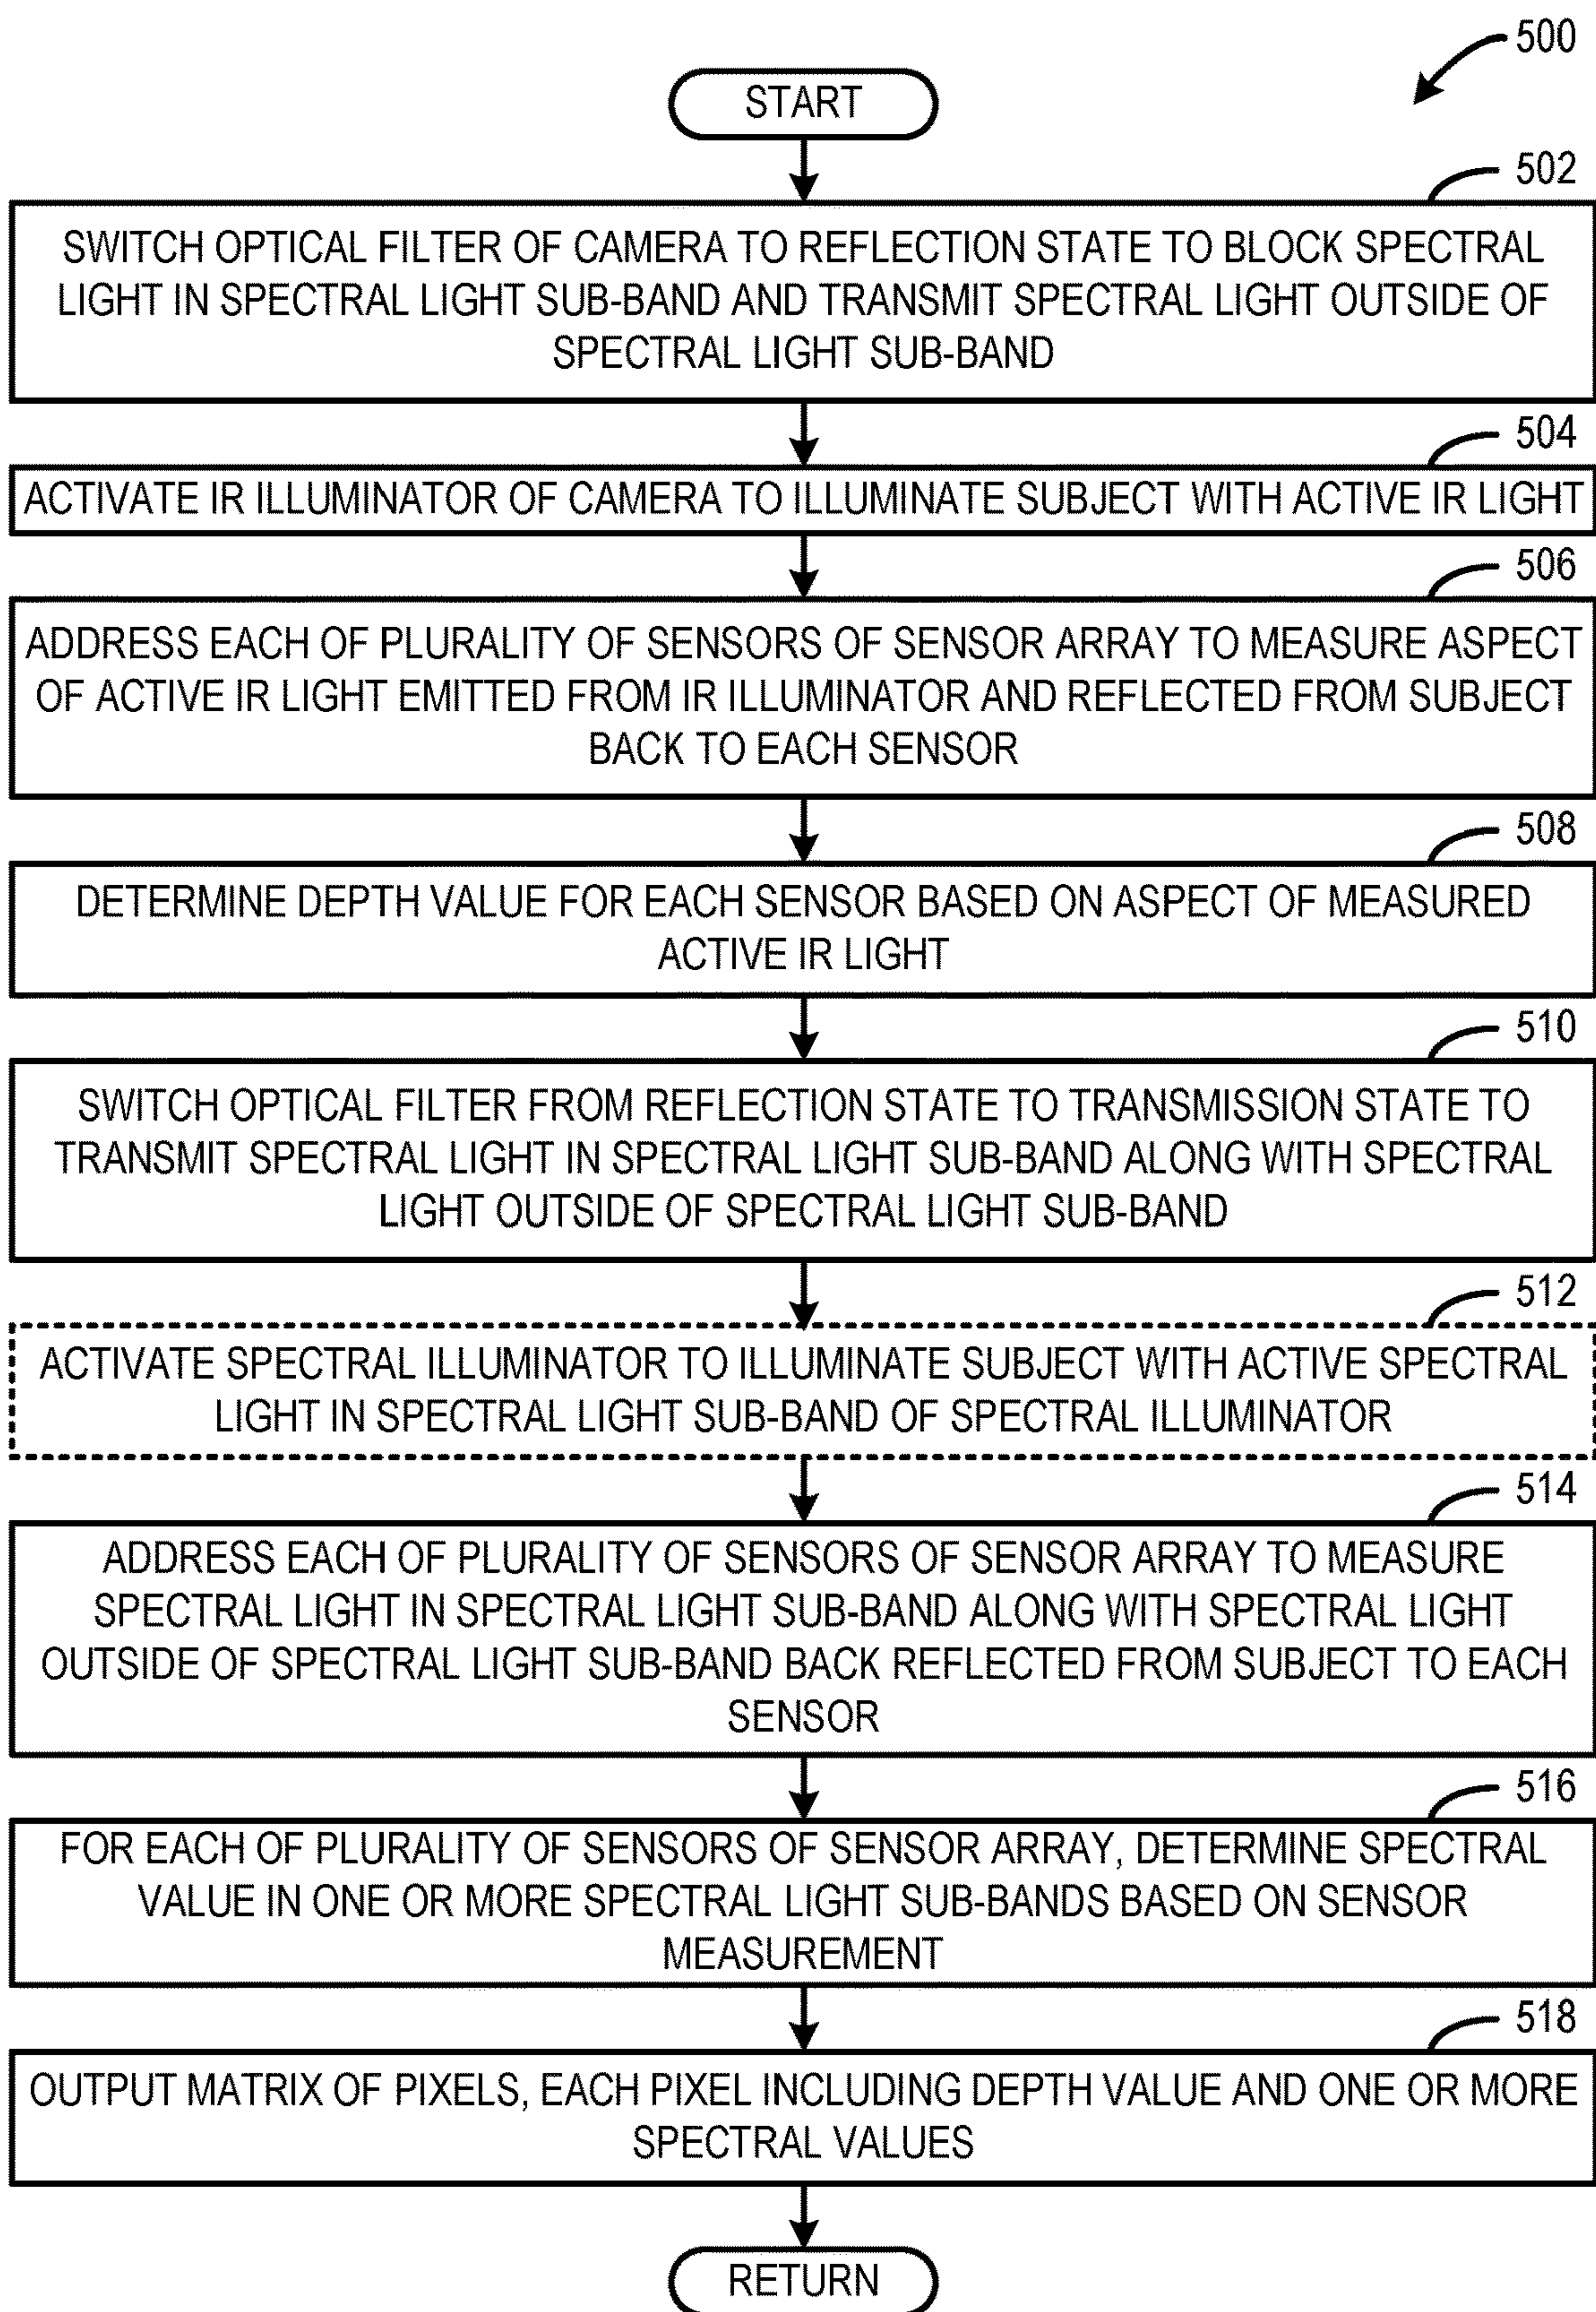 500
START
502
SWITCH OPTICAL FILTER OF CAMERA TO REFLECTION STATE TO BLOCK SPECTRAL
LIGHT IN SPECTRAL LIGHT SUB-BAND AND TRANSMIT SPECTRAL LIGHT OUTSIDE OF
SPECTRAL LIGHT SUB-BAND
504
ACTIVATE IR ILLUMINATOR OF CAMERA TO ILLUMINATE SUBJECT WITH ACTIVE IR LIGHT
506
ADDRESS EACH OF PLURALITY OF SENSORS OF SENSOR ARRAY TO MEASURE ASPECT
OF ACTIVE IR LIGHT EMITTED FROM IR ILLUMINATOR AND REFLECTED FROM SUBJECT
BACK TO EACH SENSOR
508
DETERMINE DEPTH VALUE FOR EACH SENSOR BASED ON ASPECT OF MEASURED
ACTIVE IR LIGHT
510
SWITCH OPTICAL FILTER FROM REFLECTION STATE TO TRANSMISSION STATE TO
TRANSMIT SPECTRAL LIGHT IN SPECTRAL LIGHT SUB-BAND ALONG WITH SPECTRAL
LIGHT OUTSIDE OF SPECTRAL LIGHT SUB-BAND
512
ACTIVATE SPECTRAL ILLUMINATOR TO ILLUMINATE SUBJECT WITH ACTIVE SPECTRAL
LIGHT IN SPECTRAL LIGHT SUB-BAND OF SPECTRAL ILLUMINATOR
514
ADDRESS EACH OF PLURALITY OF SENSORS OF SENSOR ARRAY TO MEASURE
SPECTRAL LIGHT IN SPECTRAL LIGHT SUB-BAND ALONG WITH SPECTRAL LIGHT
OUTSIDE OF SPECTRAL LIGHT SUB-BAND BACK REFLECTED FROM SUBJECT TO EACH
SENSOR
516
FOR EACH OF PLURALITY OF SENSORS OF SENSOR ARRAY, DETERMINE SPECTRAL
VALUE IN ONE OR MORE SPECTRAL LIGHT SUB-BANDS BASED ON SENSOR
MEASUREMENT
518
OUTPUT MATRIX OF PIXELS, EACH PIXEL INCLUDING DEPTH VALUE AND ONE OR MORE
SPECTRAL VALUES
RETURN